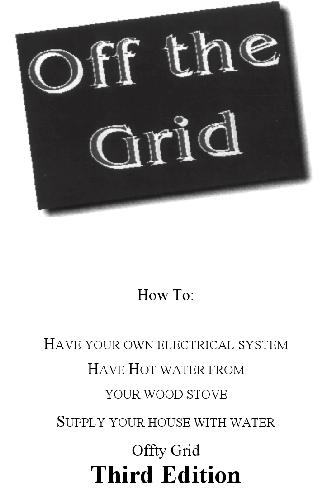 Off the
Grid
How To:
HAVE YOUR OWN ELECTRICAL SYSTEM
HAVE HOT WATER FROM
YOUR WOOD STOVE
SUPPLY YOUR HOUSE WITH WATER
Offty Grid
Third Edition